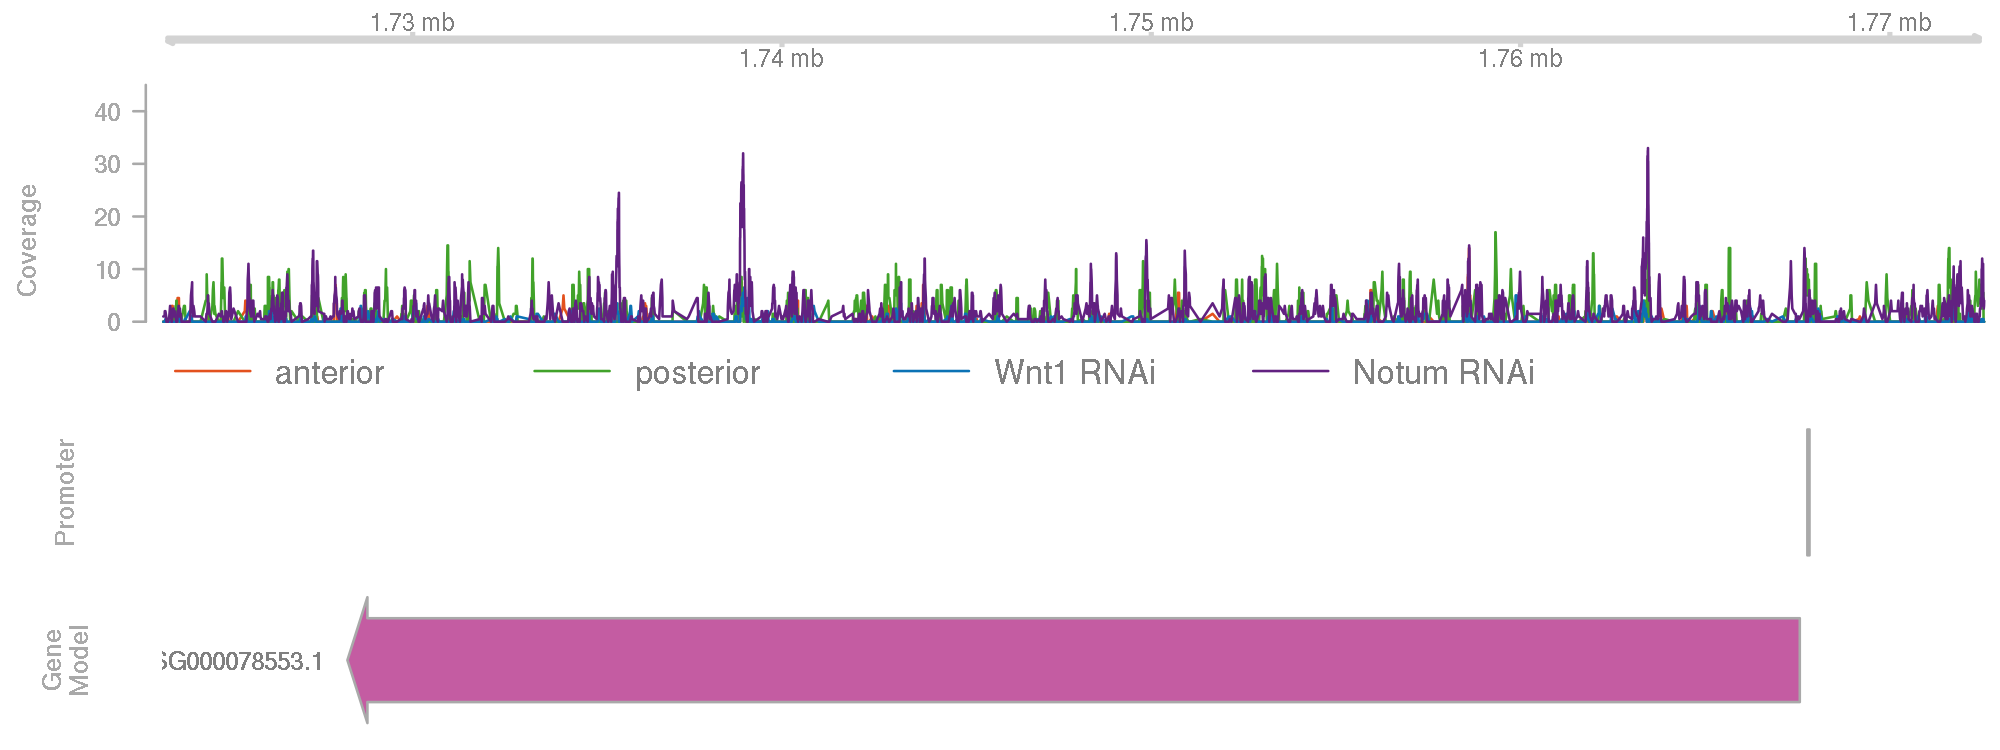 1.73 mb 1.75 mb 1.77 mb
1.74 mb 1.76 mb
Coverage
40
30
20
10
0
anterior posterior Wnt1 RNAi Notum RNAi
Promoter
Gene
Model
SG000078553.1